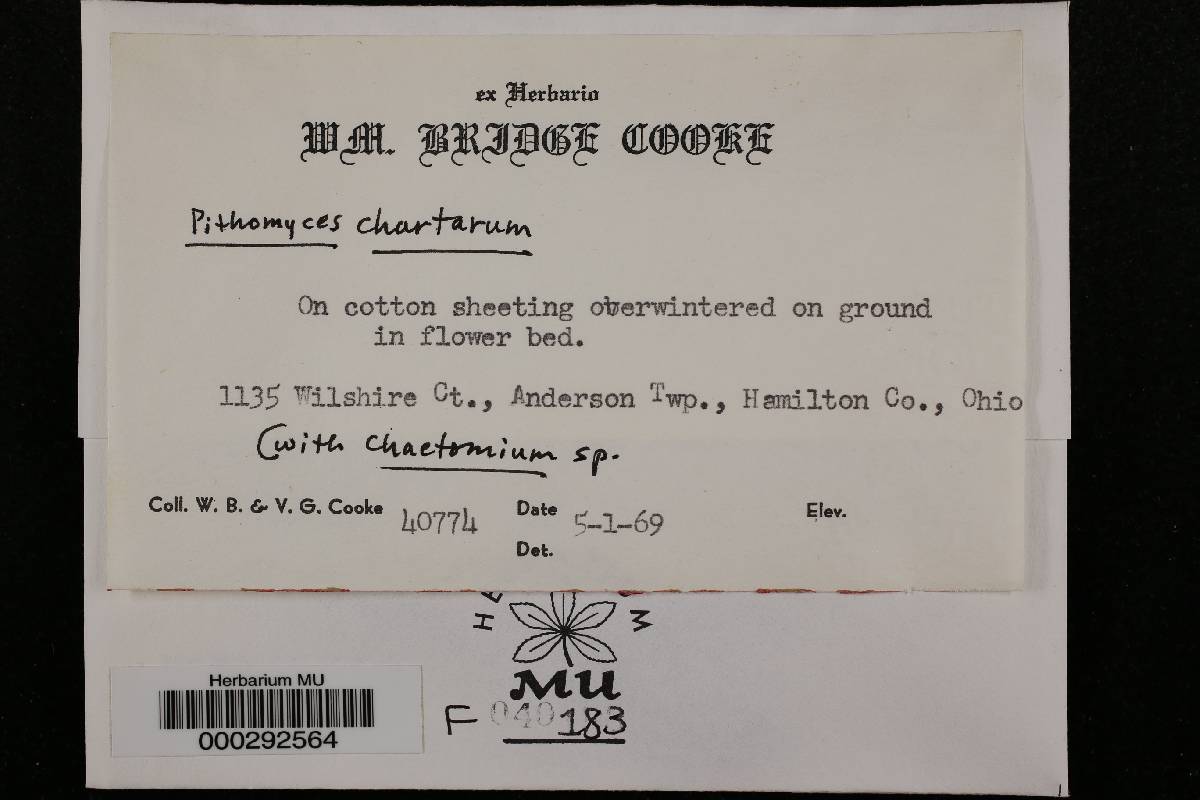 ex Herbario
WM. BRIDGE COOKE
Pithomyces chartarum
On cotton sheeting overwintered on ground
in flower bed.
1135 Wilshire Ct., Anderson Twp., Hamilton Co., Ohio
(with Chaetomium sp.
Coll. W. B. & V. G. Cooke 40774 Date 5-1-69 Elev.
Det.
H E M
MU
Herbarium MU
000292564
F 040183